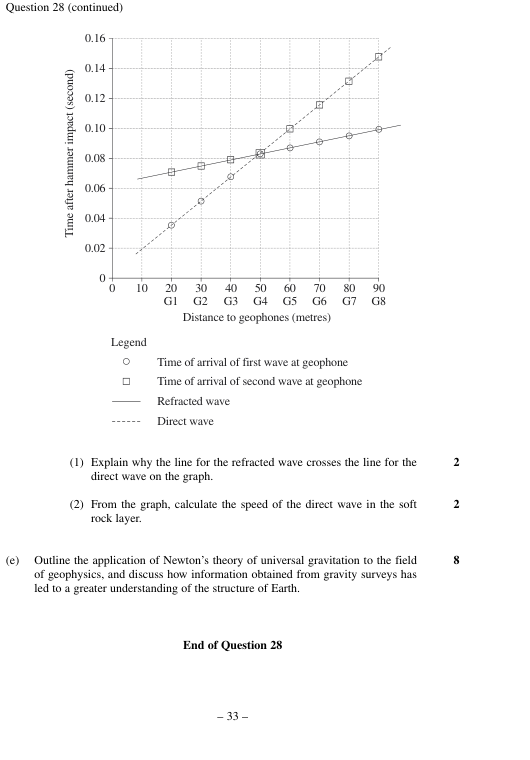 Question 28 (continued)
0.16
0.14
0.12
0.10
0.08
0.06
0.04
0.02
0
Time after hammer impact (second)
0 10 20 30 40 50 60 70 80 90
G1 G2 G3 G4 G5 G6 G7 G8
Distance to geophones (metres)
Legend
Time of arrival of first wave at geophone
Time of arrival of second wave at geophone
Refracted wave
Direct wave
(1) Explain why the line for the refracted wave crosses the line for the 2
direct wave on the graph.
(2) From the graph, calculate the speed of the direct wave in the soft 2
rock layer.
(e) Outline the application of Newton's theory of universal gravitation to the field 8
of geophysics, and discuss how information obtained from gravity surveys has
led to a greater understanding of the structure of Earth.
End of Question 28
– 33 –